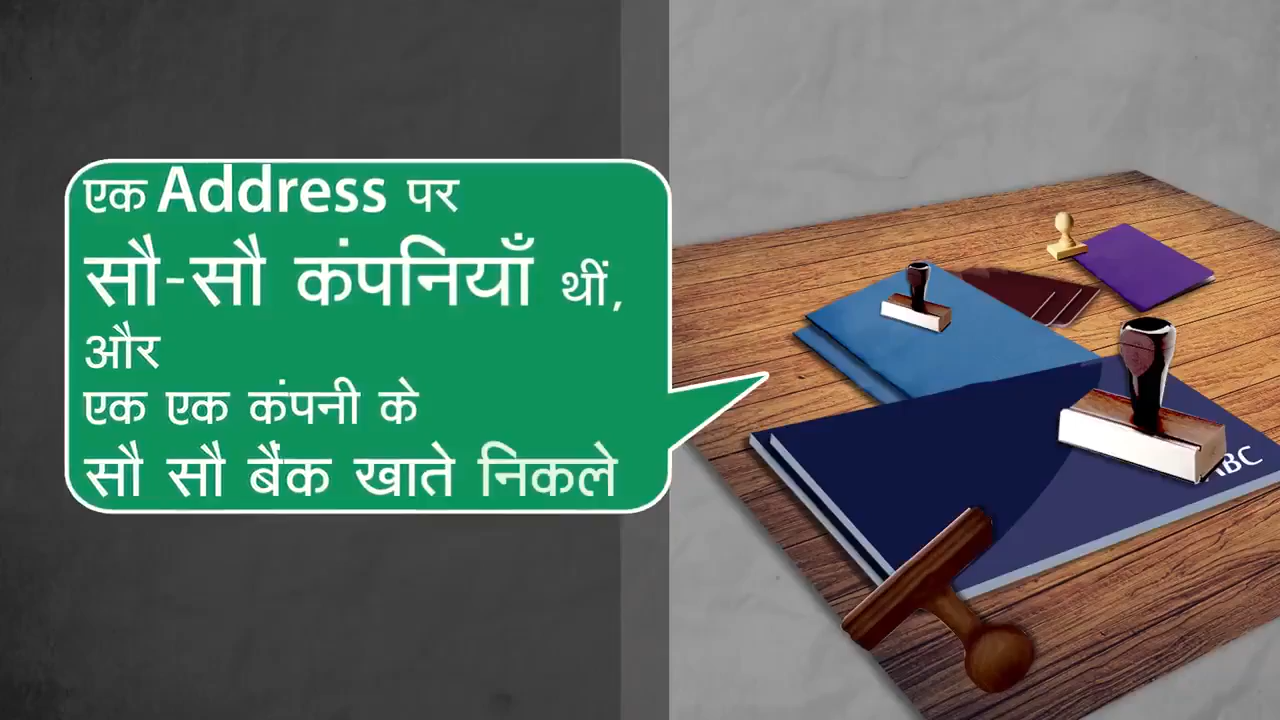 एक Address पर
सौ-सौ कंपनियाँ थीं,
और
एक एक कंपनी के
सौ सौ बैंक खाते निकले